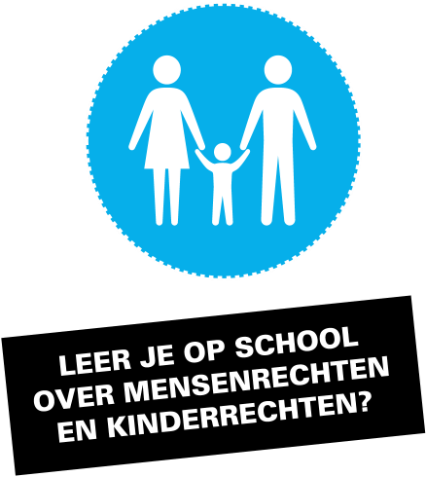 LEER JE OP SCHOOL
OVER MENSENRECHTEN
EN KINDERRECHTEN?